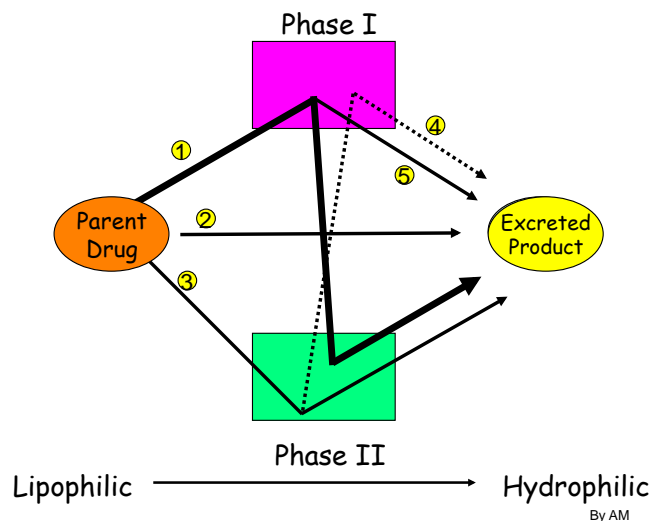 Phase I
4
1
5
Parent
Drug
2
Excreted
Product
3
Phase II
Lipophilic
Hydrophilic
By AM